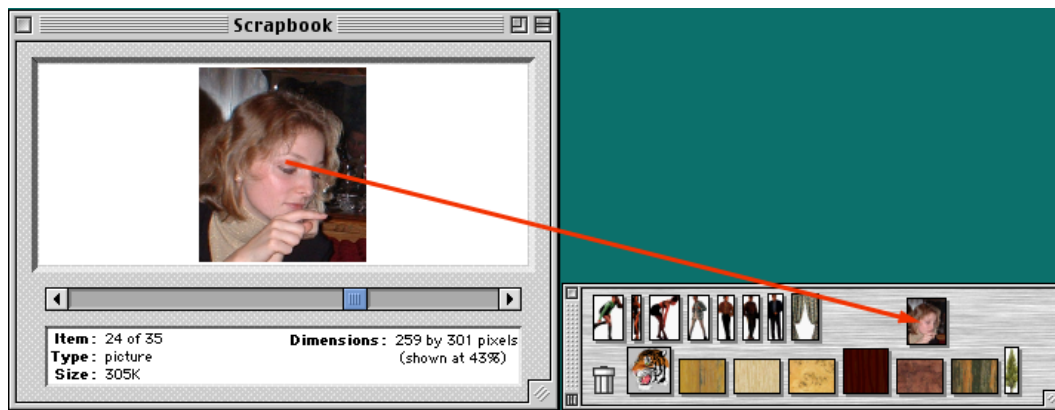 Scrapbook
Item: 24 of 35
Type: picture
Size: 305K
Dimensions: 259 by 301 pixels
(shown at 43%)